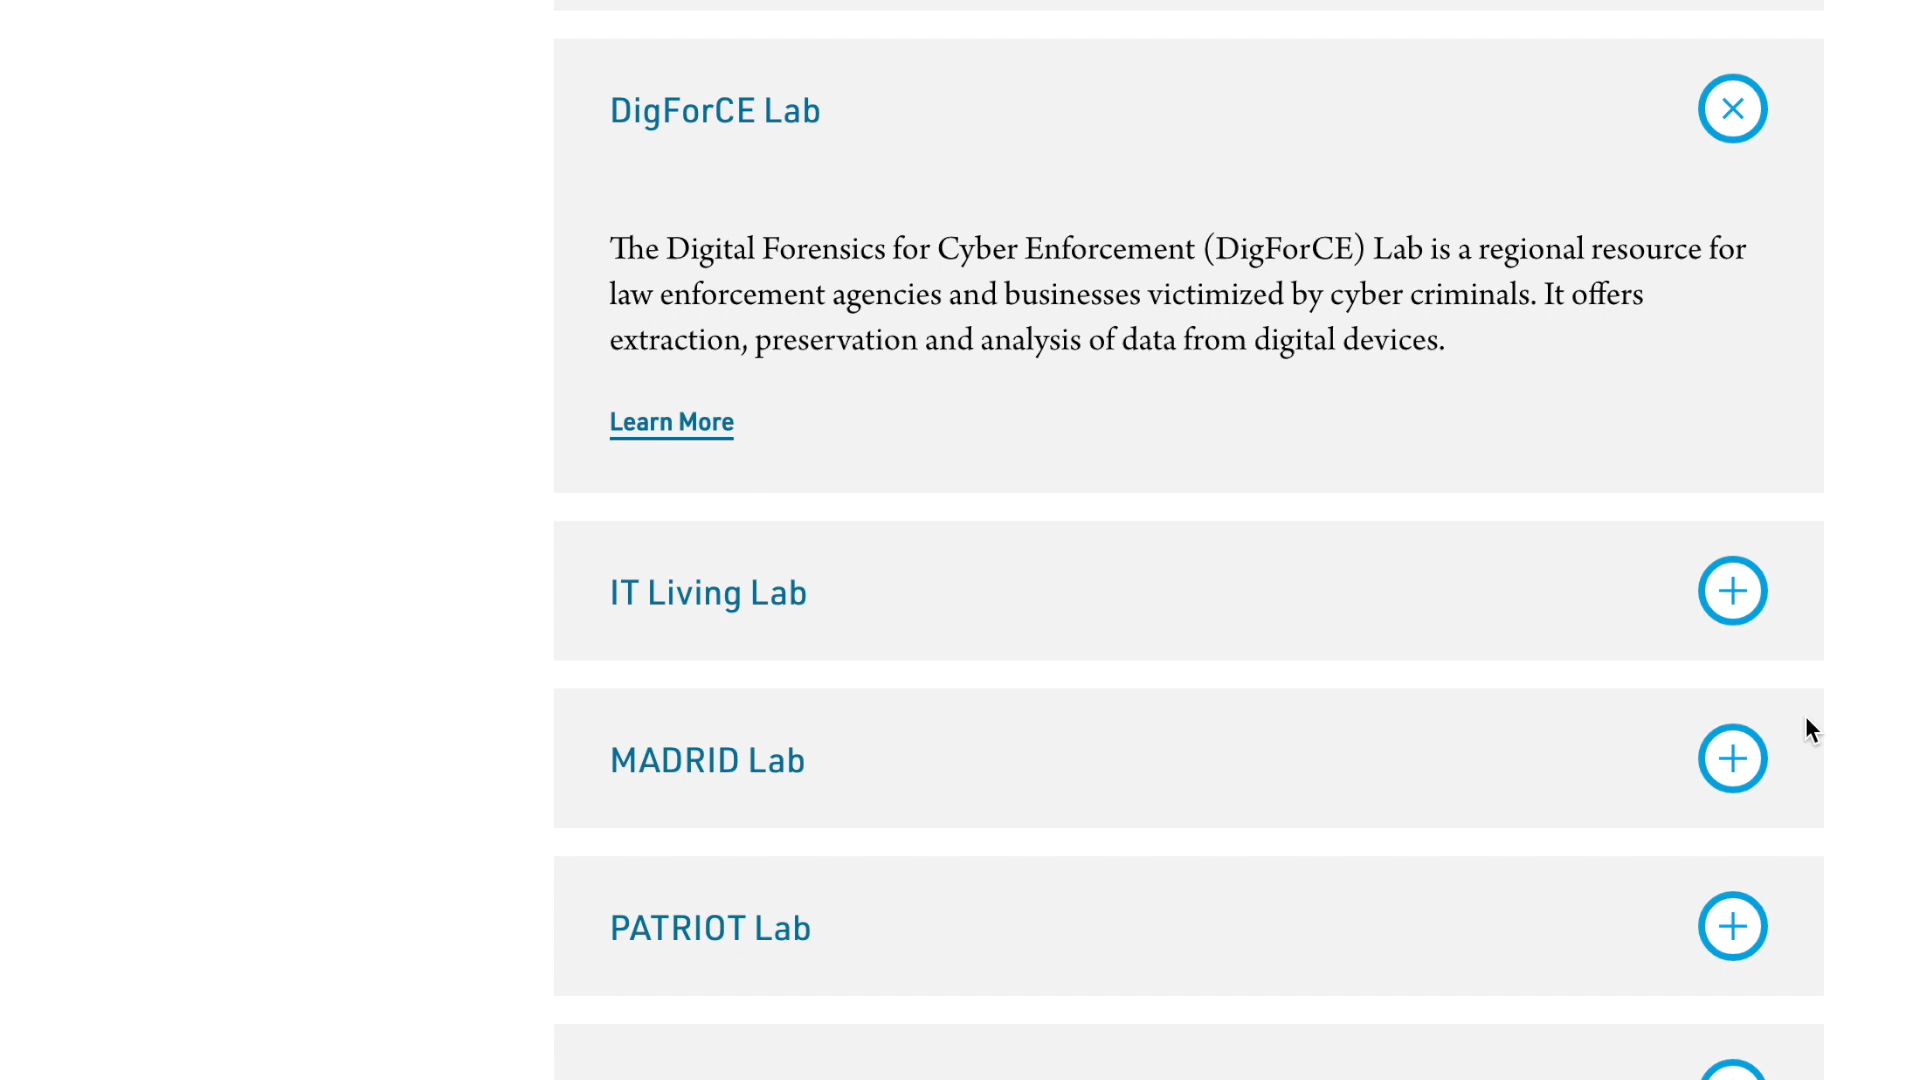 DigForCE Lab
The Digital Forensics for Cyber Enforcement (DigForCE) Lab is a regional resource for
law enforcement agencies and businesses victimized by cyber criminals. It offers
extraction, preservation and analysis of data from digital devices.
Learn More
IT Living Lab
MADRID Lab
PATRIOT Lab